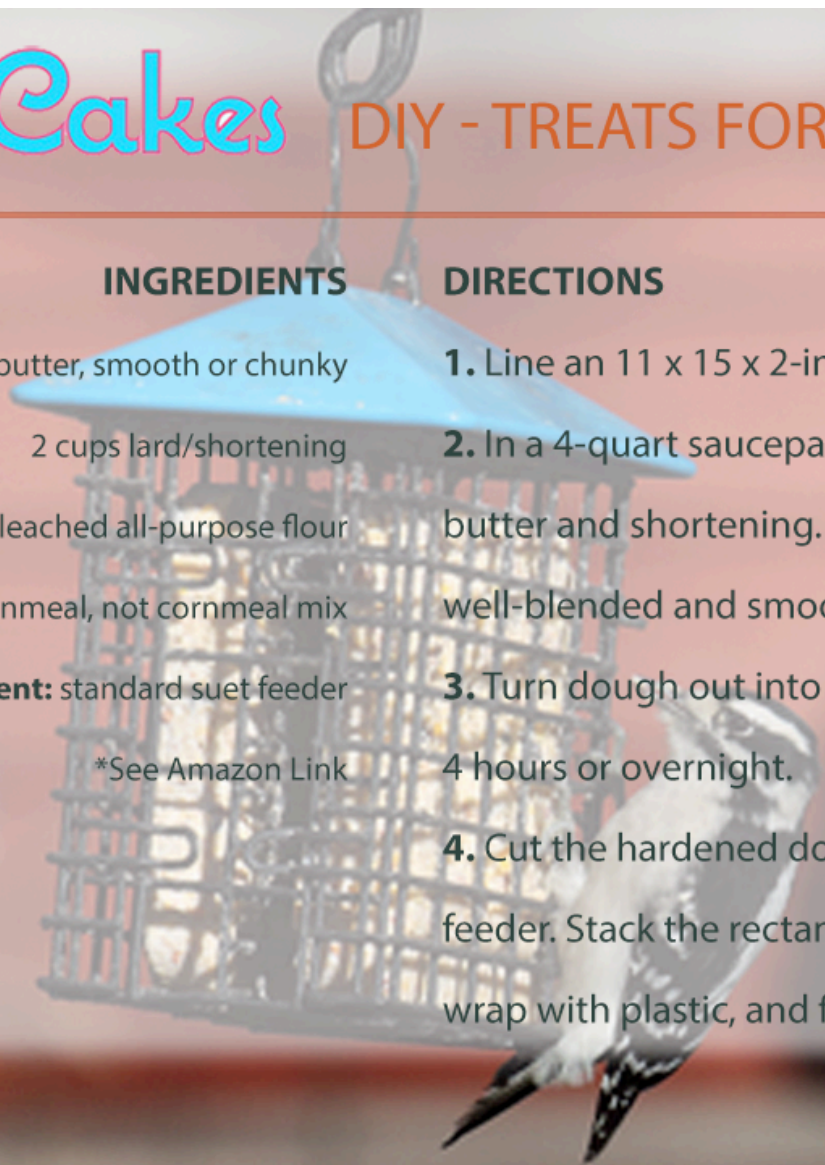 Cakes DIY - TREATS FOR
INGREDIENTS
butter, smooth or chunky
2 cups lard/shortening
leached all-purpose flour
nmeal, not cornmeal mix
ent: standard suet feeder
*See Amazon Link
DIRECTIONS
1. Line an 11 x 15 x 2-in
2. In a 4-quart saucepa
butter and shortening.
well-blended and smoo
3. Turn dough out into
4 hours or overnight.
4. Cut the hardened do
feeder. Stack the rectan
wrap with plastic, and f